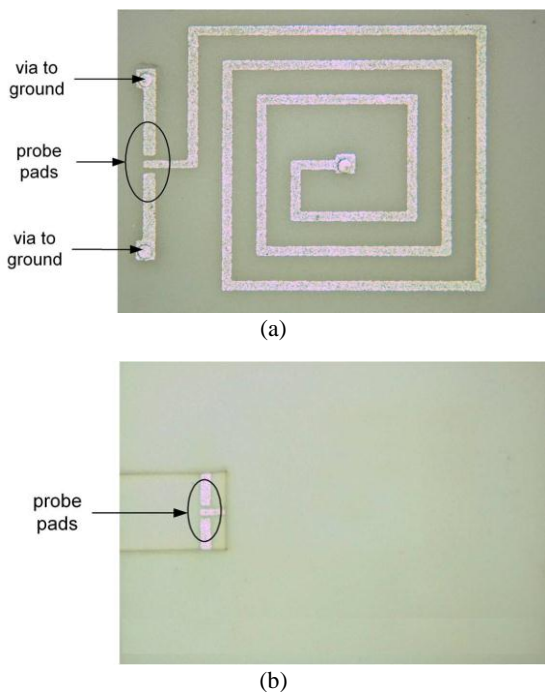 via to
ground
probe
pads
via to
ground
(a)
probe
pads
(b)